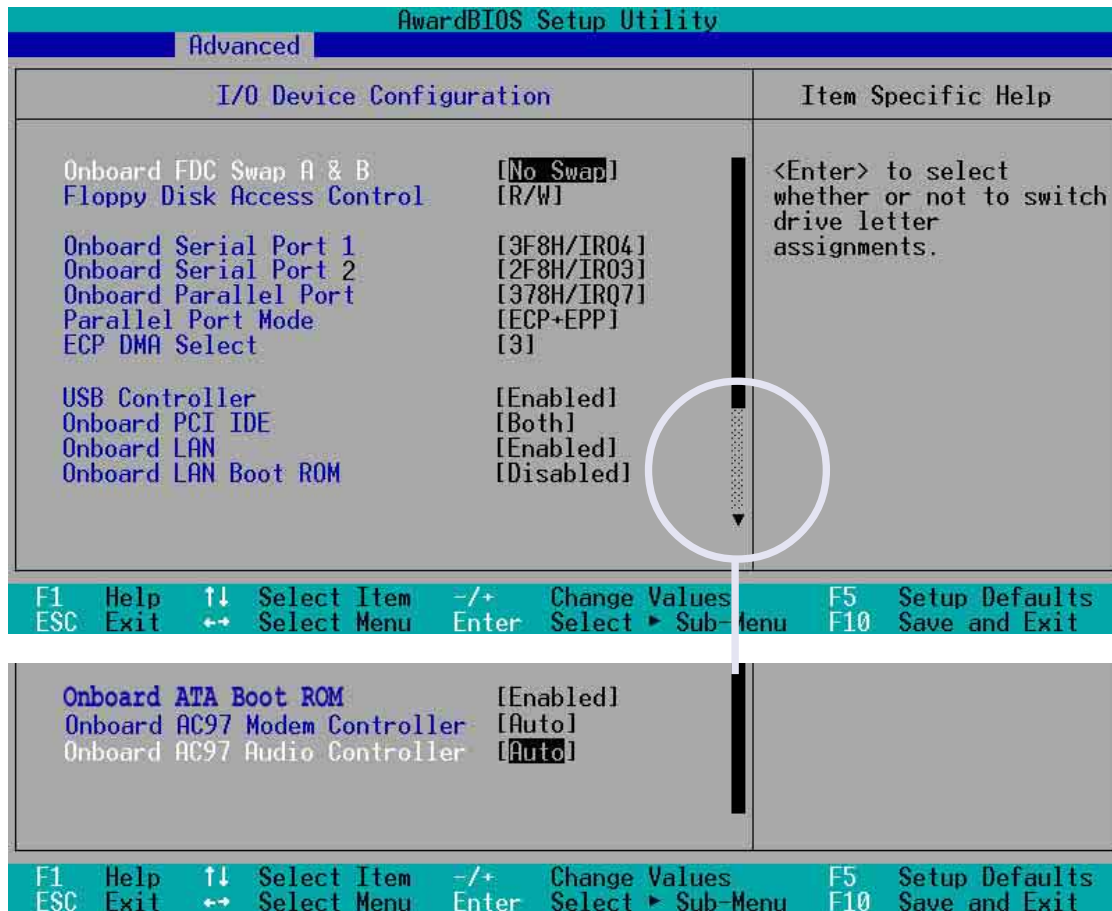 AwardBIOS Setup Utility
Advanced
I/O Device Configuration
Item Specific Help
Onboard FDC Swap A & B [No Swap]
Floppy Disk Access Control [R/W]
Onboard Serial Port 1 [3F8H/IRQ4]
Onboard Serial Port 2 [2F8H/IRQ3]
Onboard Parallel Port [378H/IRQ7]
Parallel Port Mode [ECP+EPP]
ECP DMA Select [3]
USB Controller [Enabled]
Onboard PCI IDE [Both]
Onboard LAN [Enabled]
Onboard LAN Boot ROM [Disabled]
<Enter> to select
whether or not to switch
drive letter
assignments.
F1 Help ↑↓ Select Item -/+ Change Values F5 Setup Defaults
ESC Exit ←→ Select Menu Enter Select ► Sub-Menu F10 Save and Exit
Onboard ATA Boot ROM [Enabled]
Onboard AC97 Modem Controller [Auto]
Onboard AC97 Audio Controller [Auto]
F1 Help ↑↓ Select Item -/+ Change Values F5 Setup Defaults
ESC Exit ←→ Select Menu Enter Select ► Sub-Menu F10 Save and Exit